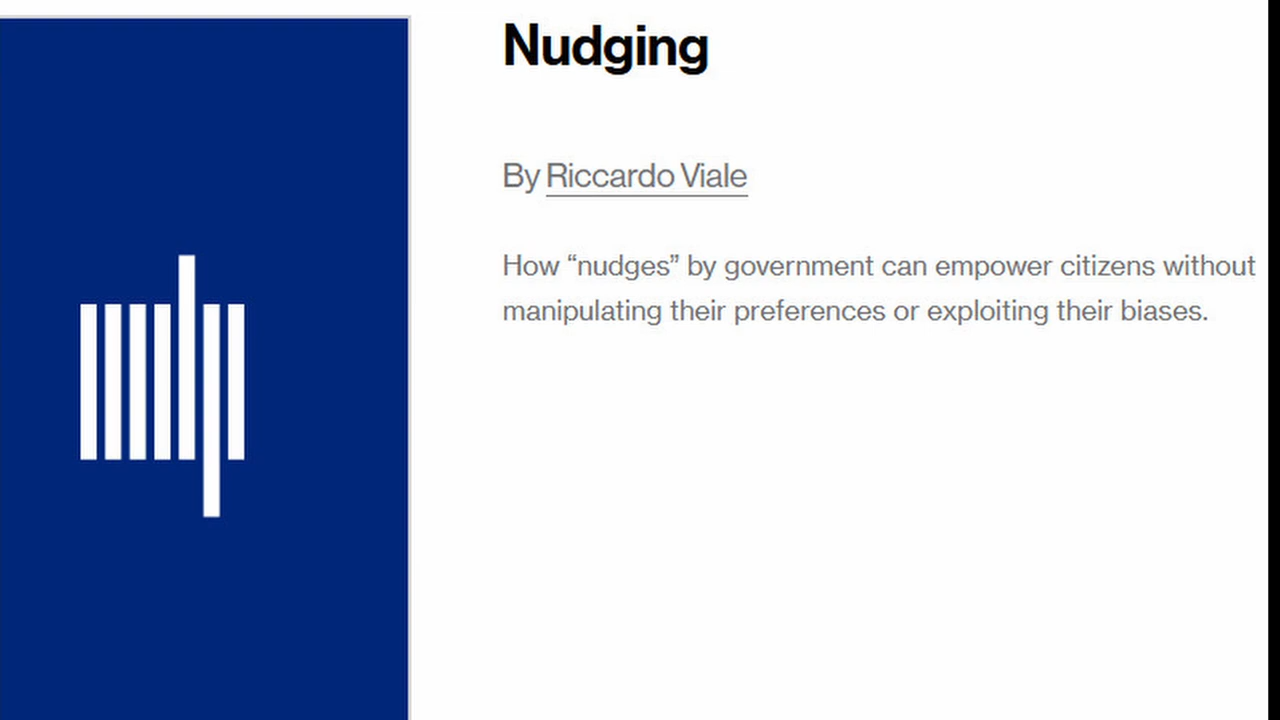 Nudging
By Riccardo Viale
How “nudges” by government can empower citizens without
manipulating their preferences or exploiting their biases.